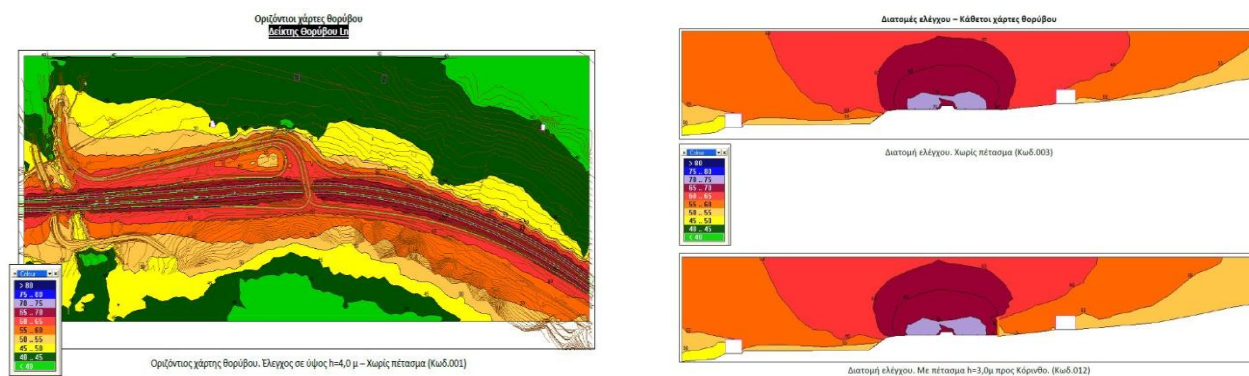 Οριζόντιοι χάρτες θορύβου
Δείκτης Θορύβου Ln
Colour
> 80
75 .. 80
70 .. 75
65 .. 70
60 .. 65
55 .. 60
50 .. 55
45 .. 50
40 .. 45
< 40
Οριζόντιος χάρτης θορύβου. Έλεγχος σε ύψος h=4,0 μ – Χωρίς πέτασμα (Κωδ.001)
Διατομές ελέγχου – Κάθετοι χάρτες θορύβου
Διατομή ελέγχου. Χωρίς πέτασμα (Κωδ.003)
Colour
> 80
75 .. 80
70 .. 75
65 .. 70
60 .. 65
55 .. 60
50 .. 55
45 .. 50
40 .. 45
< 40
Διατομή ελέγχου. Με πέτασμα h=3,0μ προς Κόρινθο. (Κωδ.012)